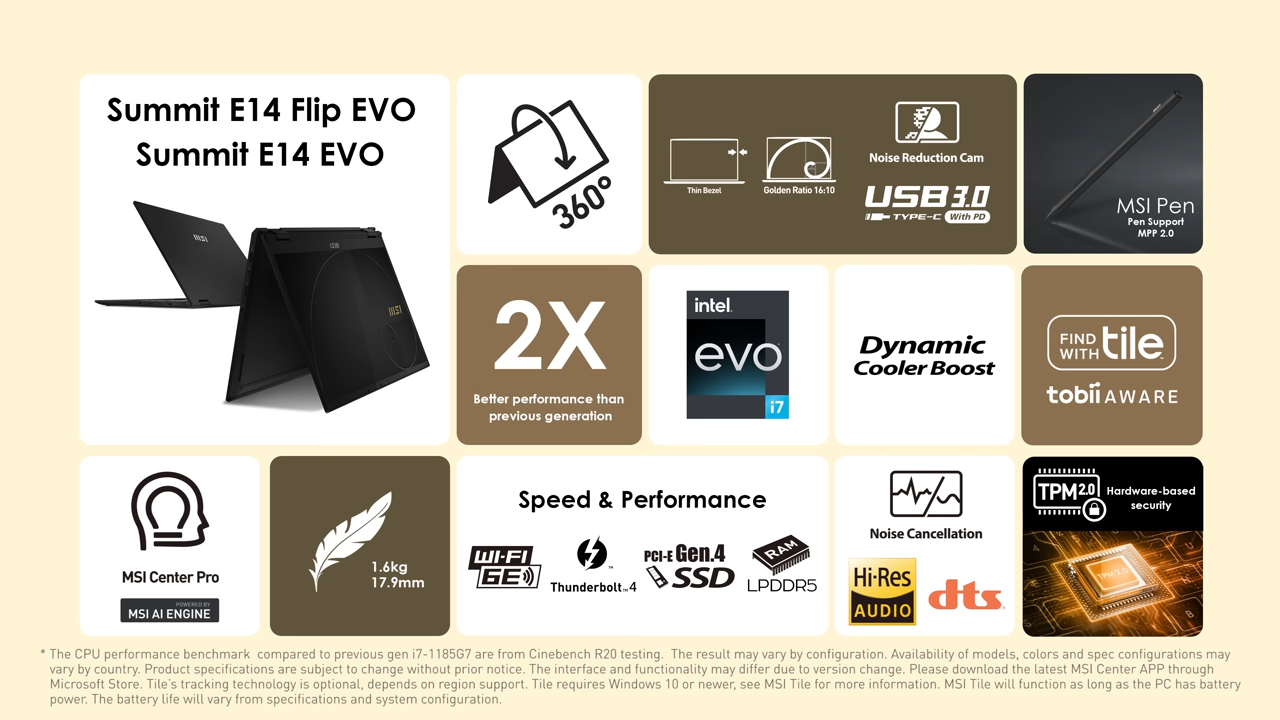 Summit E14 Flip EVO
Summit E14 EVO
msi
msi
msi
360°
Thin Bezel
Golden Ratio 16:10
Noise Reduction Cam
USB 3.0
TYPE-C With PD
MSI Pen
Pen Support
MPP 2.0
2X
Better performance than
previous generation
intel.
evo
i7
Dynamic
Cooler Boost
FIND
WITH tile
tobii AWARE
MSI Center Pro
POWERED BY
MSI AI ENGINE
1.6kg
17.9mm
Speed & Performance
WI-FI
6E
Thunderbolt™ 4
PCI-E Gen.4
SSD
RAM
LPDDR5
Noise Cancellation
Hi-Res
AUDIO
dts
TPM 2.0
Hardware-based
security
TPM 2.0
* The CPU performance benchmark compared to previous gen i7-1185G7 are from Cinebench R20 testing. The result may vary by configuration. Availability of models, colors and spec configurations may
vary by country. Product specifications are subject to change without prior notice. The interface and functionality may differ due to version change. Please download the latest MSI Center APP through
Microsoft Store. Tile's tracking technology is optional, depends on region support. Tile requires Windows 10 or newer, see MSI Tile for more information. MSI Tile will function as long as the PC has battery
power. The battery life will vary from specifications and system configuration.